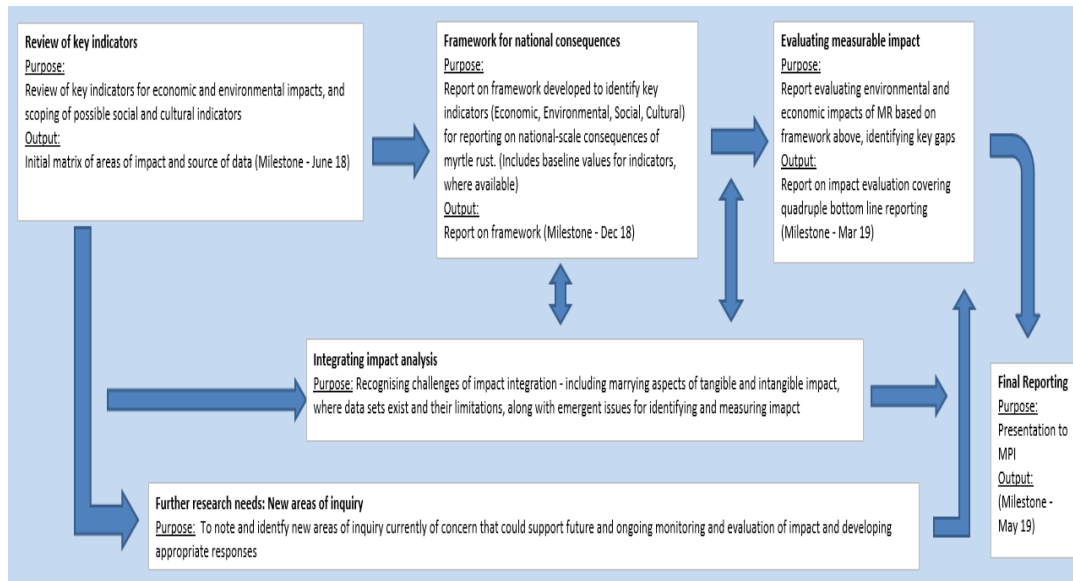 Review of key indicators
Purpose:
Review of key indicators for economic and environmental impacts, and
scoping of possible social and cultural indicators
Output:
Initial matrix of areas of impact and source of data (Milestone - June 18)
Framework for national consequences
Purpose:
Report on framework developed to identify key
indicators (Economic, Environmental, Social, Cultural)
for reporting on national-scale consequences of
myrtle rust. (Includes baseline values for indicators,
where available)
Output:
Report on framework (Milestone - Dec 18)
Evaluating measurable impact
Purpose:
Report evaluating environmental and
economic impacts of MR based on
framework above, identifying key gaps
Output:
Report on impact evaluation covering
quadruple bottom line reporting
(Milestone - Mar 19)
Integrating impact analysis
Purpose: Recognising challenges of impact integration - including marrying aspects of tangible and intangible impact,
where data sets exist and their limitations, along with emergent issues for identifying and measuring imapct
Final Reporting
Purpose:
Presentation to
MPI
Output:
(Milestone -
May 19)
Further research needs: New areas of inquiry
Purpose: To note and identfy new areas of inquiry currently of concern that could support future and ongoing monitoring and evaluation of impact and developing
appropriate responses